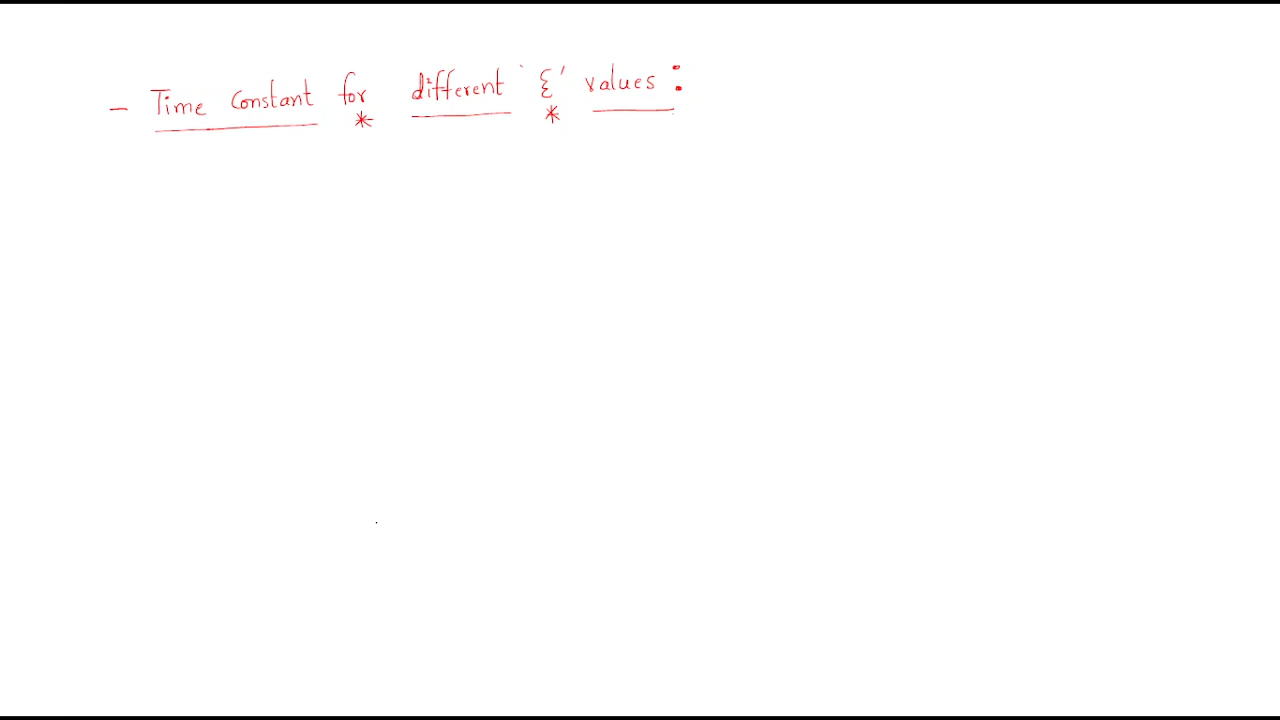 - Time Constant for different 'ξ' values :